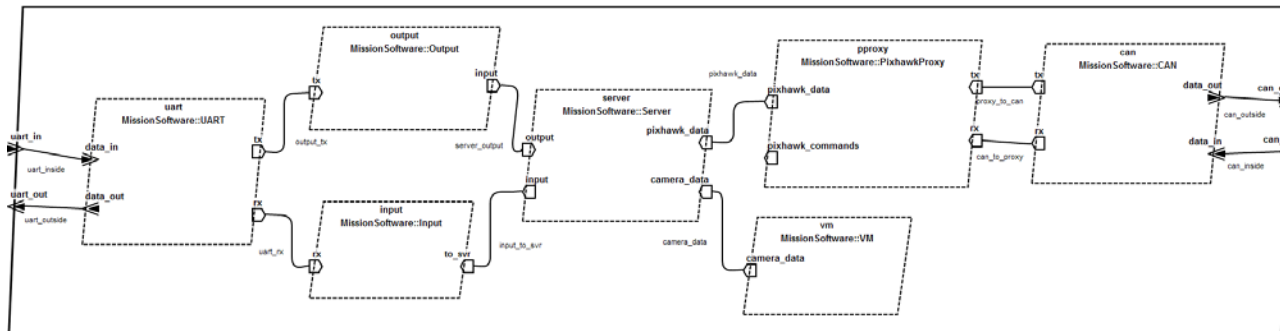 uart_in
uart_inside
uart_out
uart_outside
uart
MissionSoftware::UART
data_in
data_out
tx
rx
output_tx
uart_rx
output
MissionSoftware::Output
tx
input
input
MissionSoftware::Input
rx
to_svr
server_output
input_to_svr
server
MissionSoftware::Server
output
input
pixhawk_data
camera_data
pixhawk_data
camera_data
pproxy
MissionSoftware::PixhawkProxy
pixhawk_data
pixhawk_commands
tx
rx
vm
MissionSoftware::VM
camera_data
proxy_to_can
can_to_proxy
can
MissionSoftware::CAN
tx
rx
data_out
data_in
can_outside
can_inside